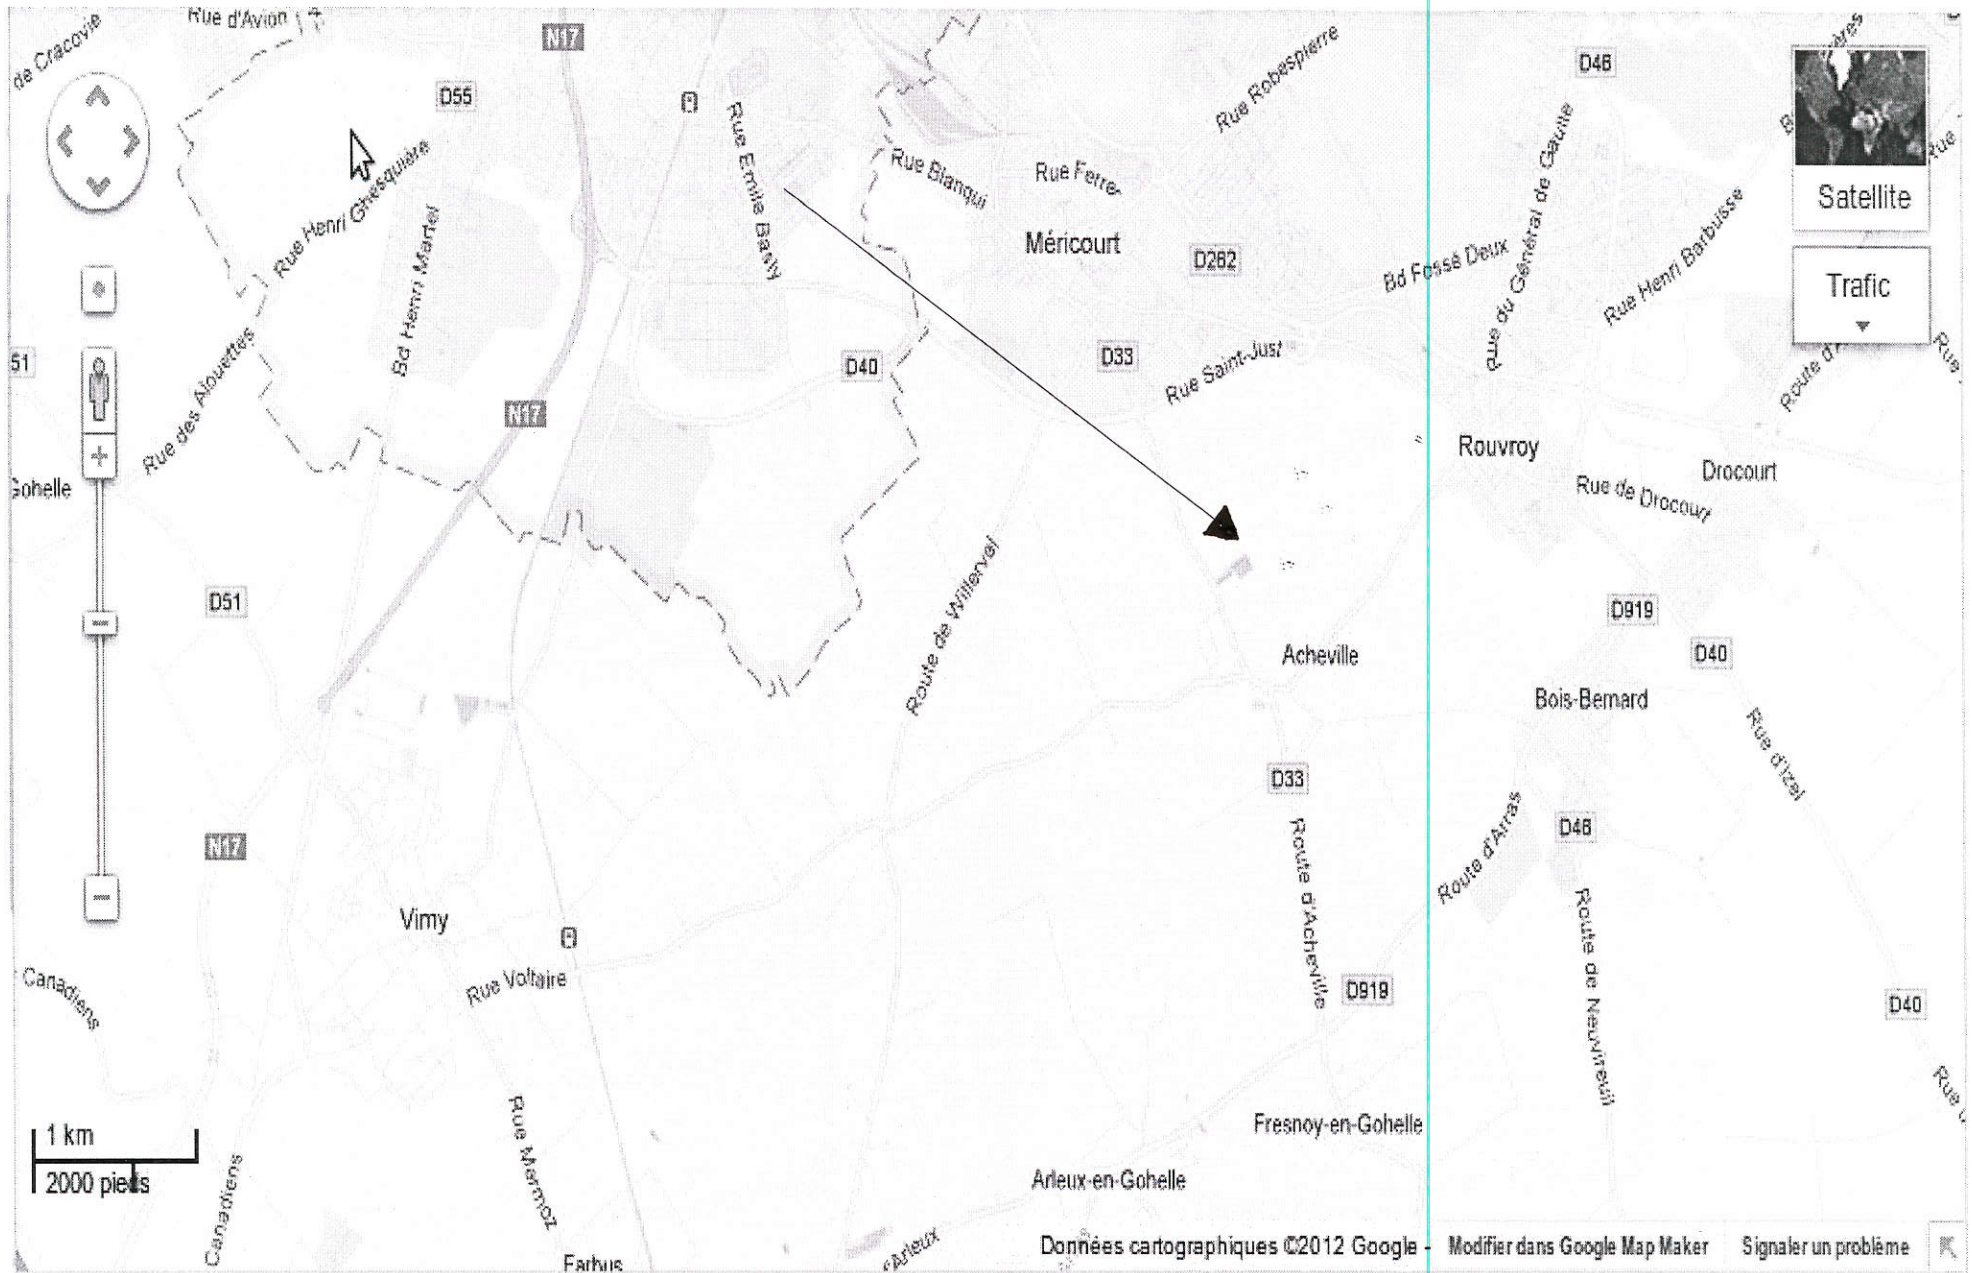 de Cracovie
Rue d'Avion
N17
D55
D46
Rue Robespierre
Rue Emile Basly
Rue Blanqui
Rue Ferrer
Rue du Général de Gaulle
Rue Henri Barbusse
Satellite
Trafic
Rue Henri Ghesquière
Bd Henri Martel
Méricourt
D262
Bd Fossé Deux
51
Rue des Alouettes
D40
D33
Rue Saint-Just
Route d'
Rue
N17
Gohelle
Rouvroy
Drocourt
Rue de Drocourt
D51
Route de Willerval
D919
D40
Acheville
Bois-Bernard
Rue d'Izel
D33
Route d'Arras
D46
N17
Route d'Acheville
Vimy
Rue Voltaire
Canadiens
D919
Route de Neuvireuil
D40
Rue
Rue Mermoz
Canadiens
Fresnoy-en-Gohelle
Arleux-en-Gohelle
1 km
2000 pieds
Farbus
d'Arleux
Données cartographiques ©2012 Google - Modifier dans Google Map Maker Signaler un problème